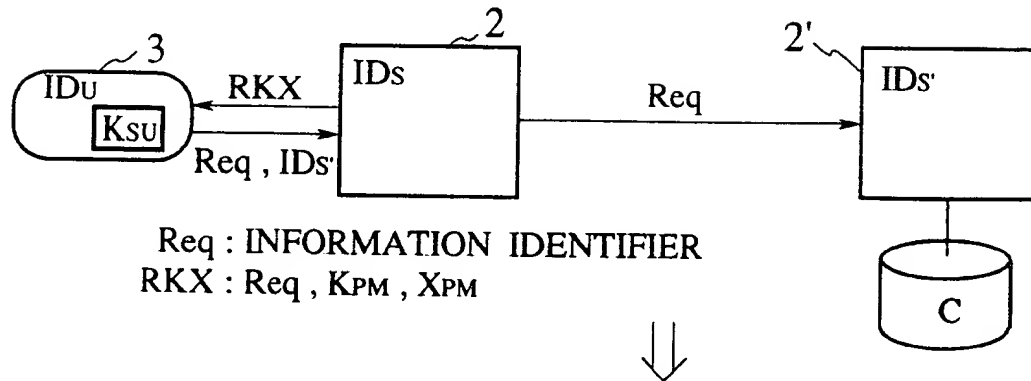 3
2
2'
IDU
IDS
IDS'
RKX
Req
KSU
Req , IDS'
Req : INFORMATION IDENTIFIER
RKX : Req , KPM , XPM
C